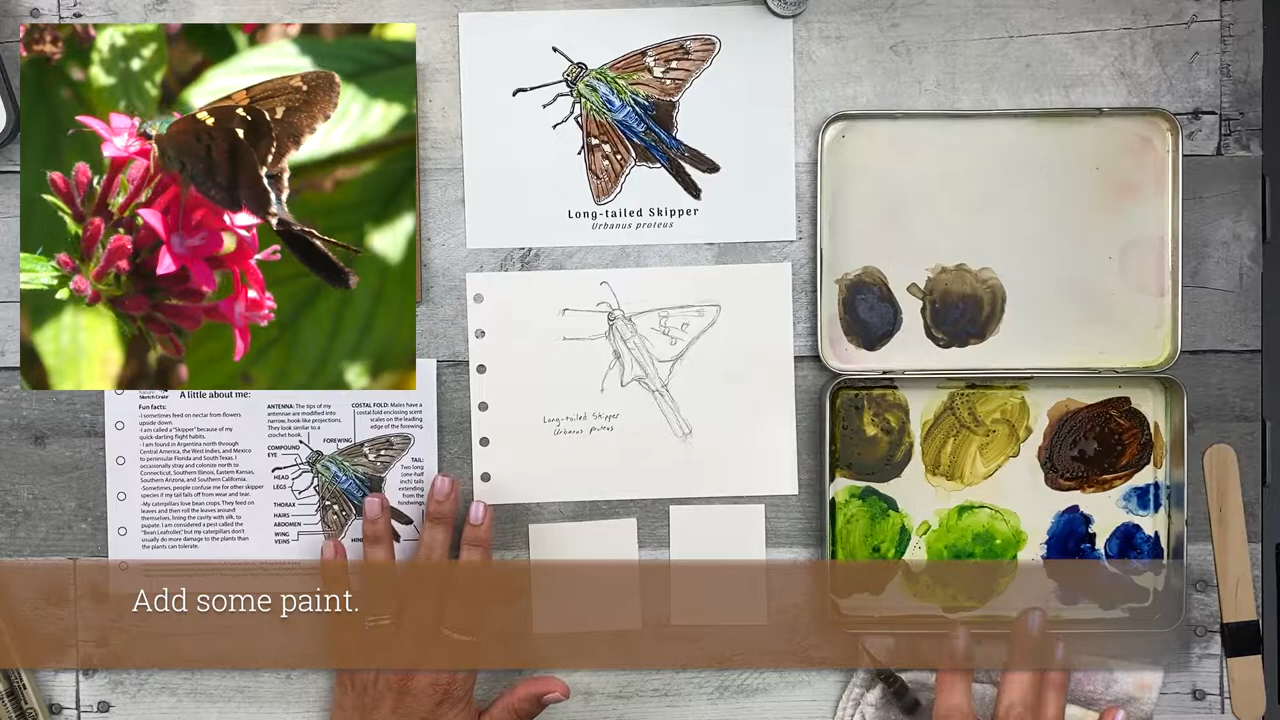 Long-tailed Skipper
Urbanus proteus
Long-tailed Skipper
Urbanus proteus
Sketch Crate
A little about me:
Fun facts:
-I sometimes feed on nectar from flowers
upside down.
-I am called a "Skipper" because of my
quick-darting flight habits.
-I am found in Argentina north through
Central America, the West Indies, and Mexico
to peninsular Florida and South Texas. I
occasionally stray and colonize north to
Connecticut, Southern Illinois, Eastern Kansas,
Southern Arizona, and Southern California.
-Sometimes, people confuse me for other skipper
species if my tail falls off from wear and tear.
-My caterpillars love bean crops. They feed on
leaves and then roll the leaves around
themselves, lining the cavity with silk, to
pupate. I am considered a pest called the
"Bean Leafroller," but my caterpillars don't
usually do more damage to the plants than
the plants can tolerate.
ANTENNA: The tips of my
antennae are modified into
narrow, hook-like projections.
They look similar to a
crochet hook.
COSTAL FOLD: Males have a
costal fold enclosing scent
scales on the leading
edge of the forewing.
COMPOUND
EYE
FOREWING
HEAD
LEGS
THORAX
HAIRS
ABDOMEN
WING
VEINS
TAIL:
Two long
(one-half
inch) tails
extending
from the
hindwings.
Add some paint.